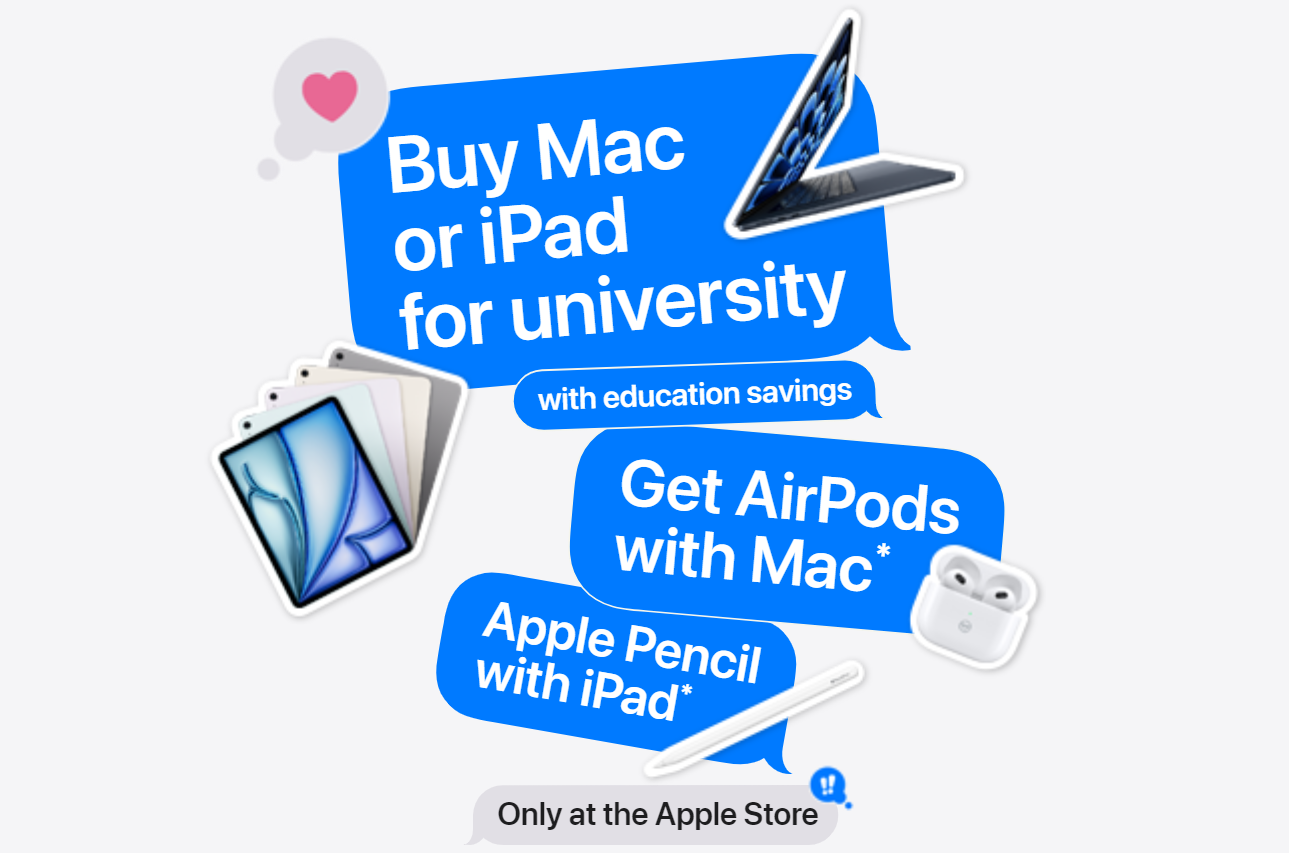 Buy Mac
or iPad
for university
with education savings
Get AirPods
with Mac*
Apple Pencil
with iPad*
Only at the Apple Store
‼